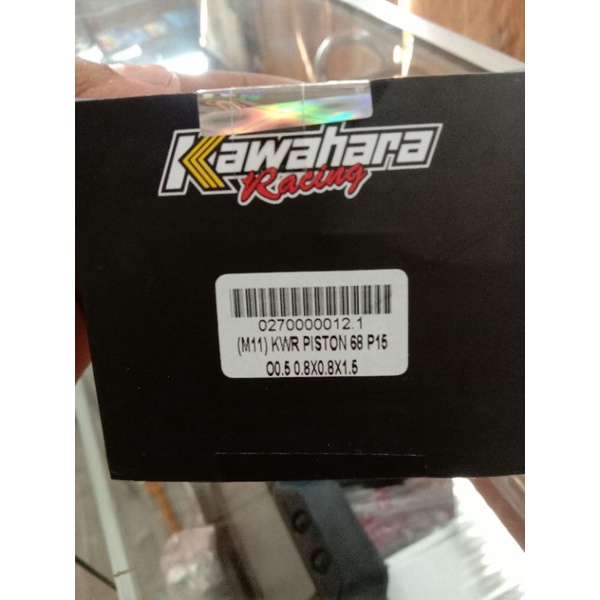 Kawahara
Racing
0270000012.1
(M11) KWR PISTON 68 P15
O0.5 0.8X0.8X1.5